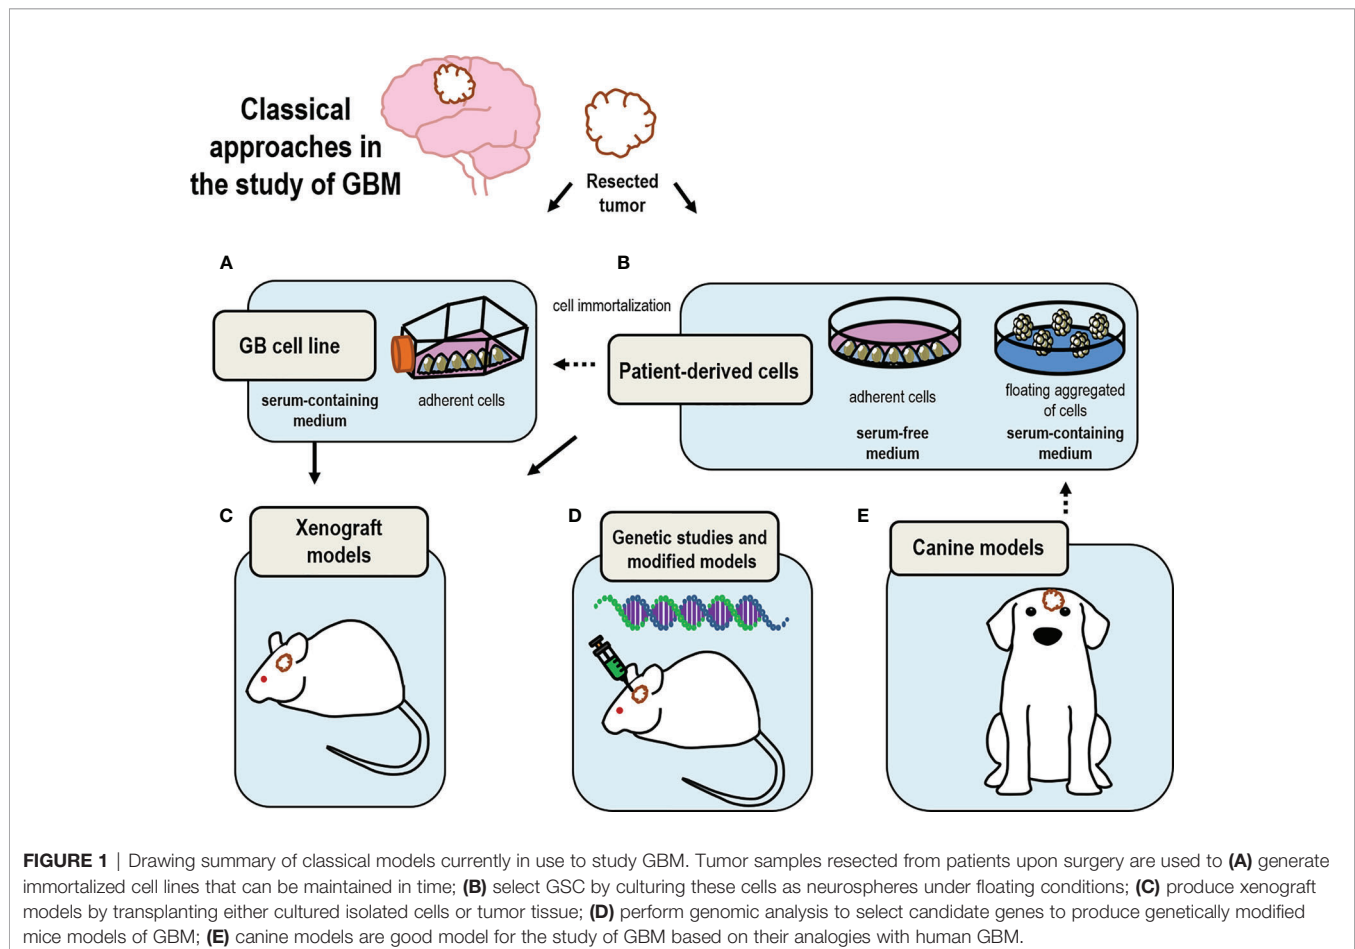 Classical
approaches in
the study of GBM
Resected
tumor
A
B
GB cell line
serum-containing
medium
adherent cells
cell immortalization
Patient-derived cells
adherent cells
serum-free
medium
floating aggregated
of cells
serum-containing
medium
C
Xenograft
models
D
Genetic studies and
modified models
E
Canine models
FIGURE 1 | Drawing summary of classical models currently in use to study GBM. Tumor samples resected from patients upon surgery are used to (A) generate
immortalized cell lines that can be maintained in time; (B) select GSC by culturing these cells as neurospheres under floating conditions; (C) produce xenograft
models by transplanting either cultured isolated cells or tumor tissue; (D) perform genomic analysis to select candidate genes to produce genetically modified
mice models of GBM; (E) canine models are good model for the study of GBM based on their analogies with human GBM.